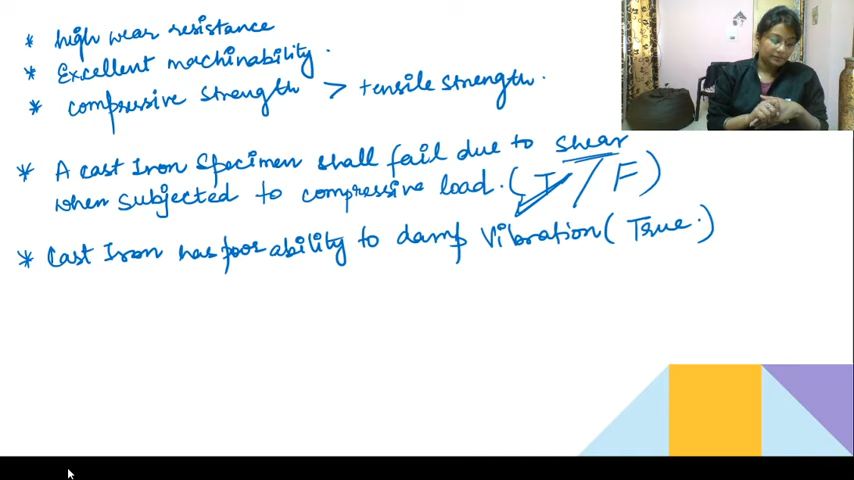 * high wear resistance
* Excellent machinability.
* compressive strength > tensile strength.
* A cast Iron Specimen shall fail due to shear
when subjected to compressive load. ( T / F )
* Cast Iron has poor ability to damp Vibration ( True. )